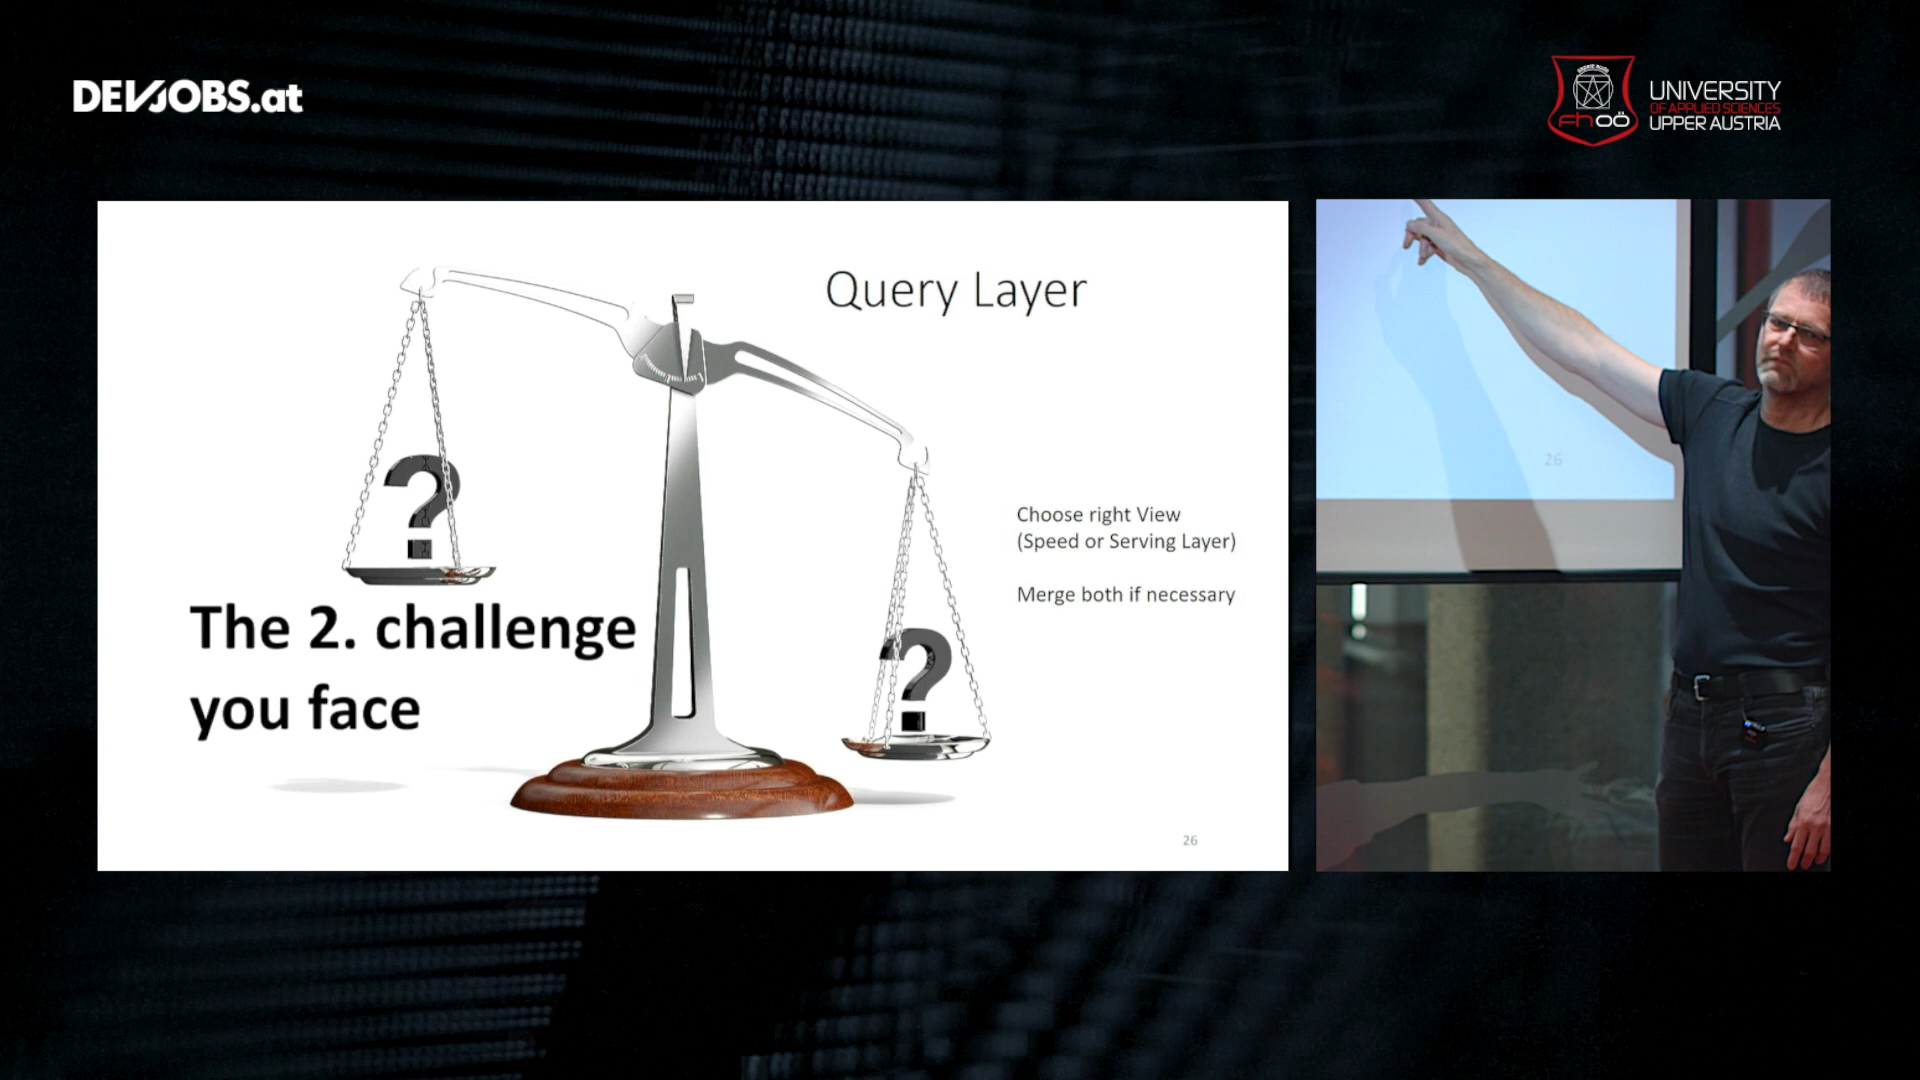 DEVJOBS.at
fhoö
UNIVERSITY
OF APPLIED SCIENCES
UPPER AUSTRIA
Query Layer
Choose right View
(Speed or Serving Layer)
Merge both if necessary
The 2. challenge
you face
26
26